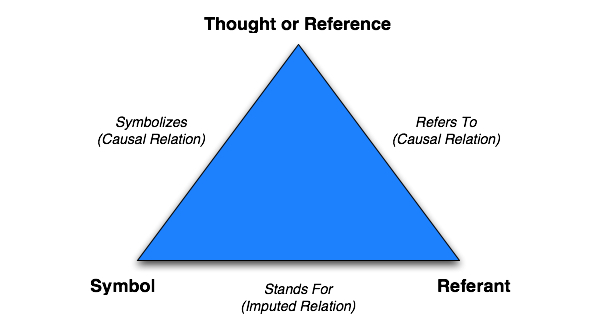 Thought or Reference
Symbolizes
(Causal Relation)
Refers To
(Causal Relation)
Symbol
Stands For
(Imputed Relation)
Referant